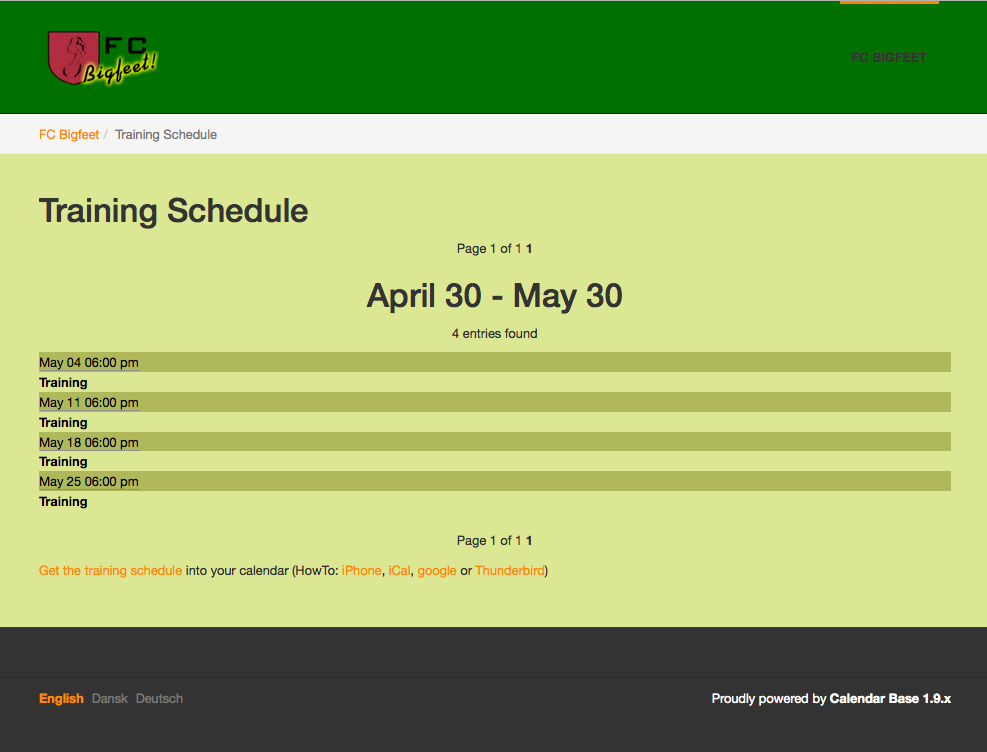 FC
Bigfeet!
FC BIGFEET
FC Bigfeet / Training Schedule
Training Schedule
Page 1 of 1 1
April 30 - May 30
4 entries found
May 04 06:00 pm
Training
May 11 06:00 pm
Training
May 18 06:00 pm
Training
May 25 06:00 pm
Training
Page 1 of 1 1
Get the training schedule into your calendar (HowTo: iPhone, iCal, google or Thunderbird)
English Dansk Deutsch
Proudly powered by Calendar Base 1.9.x